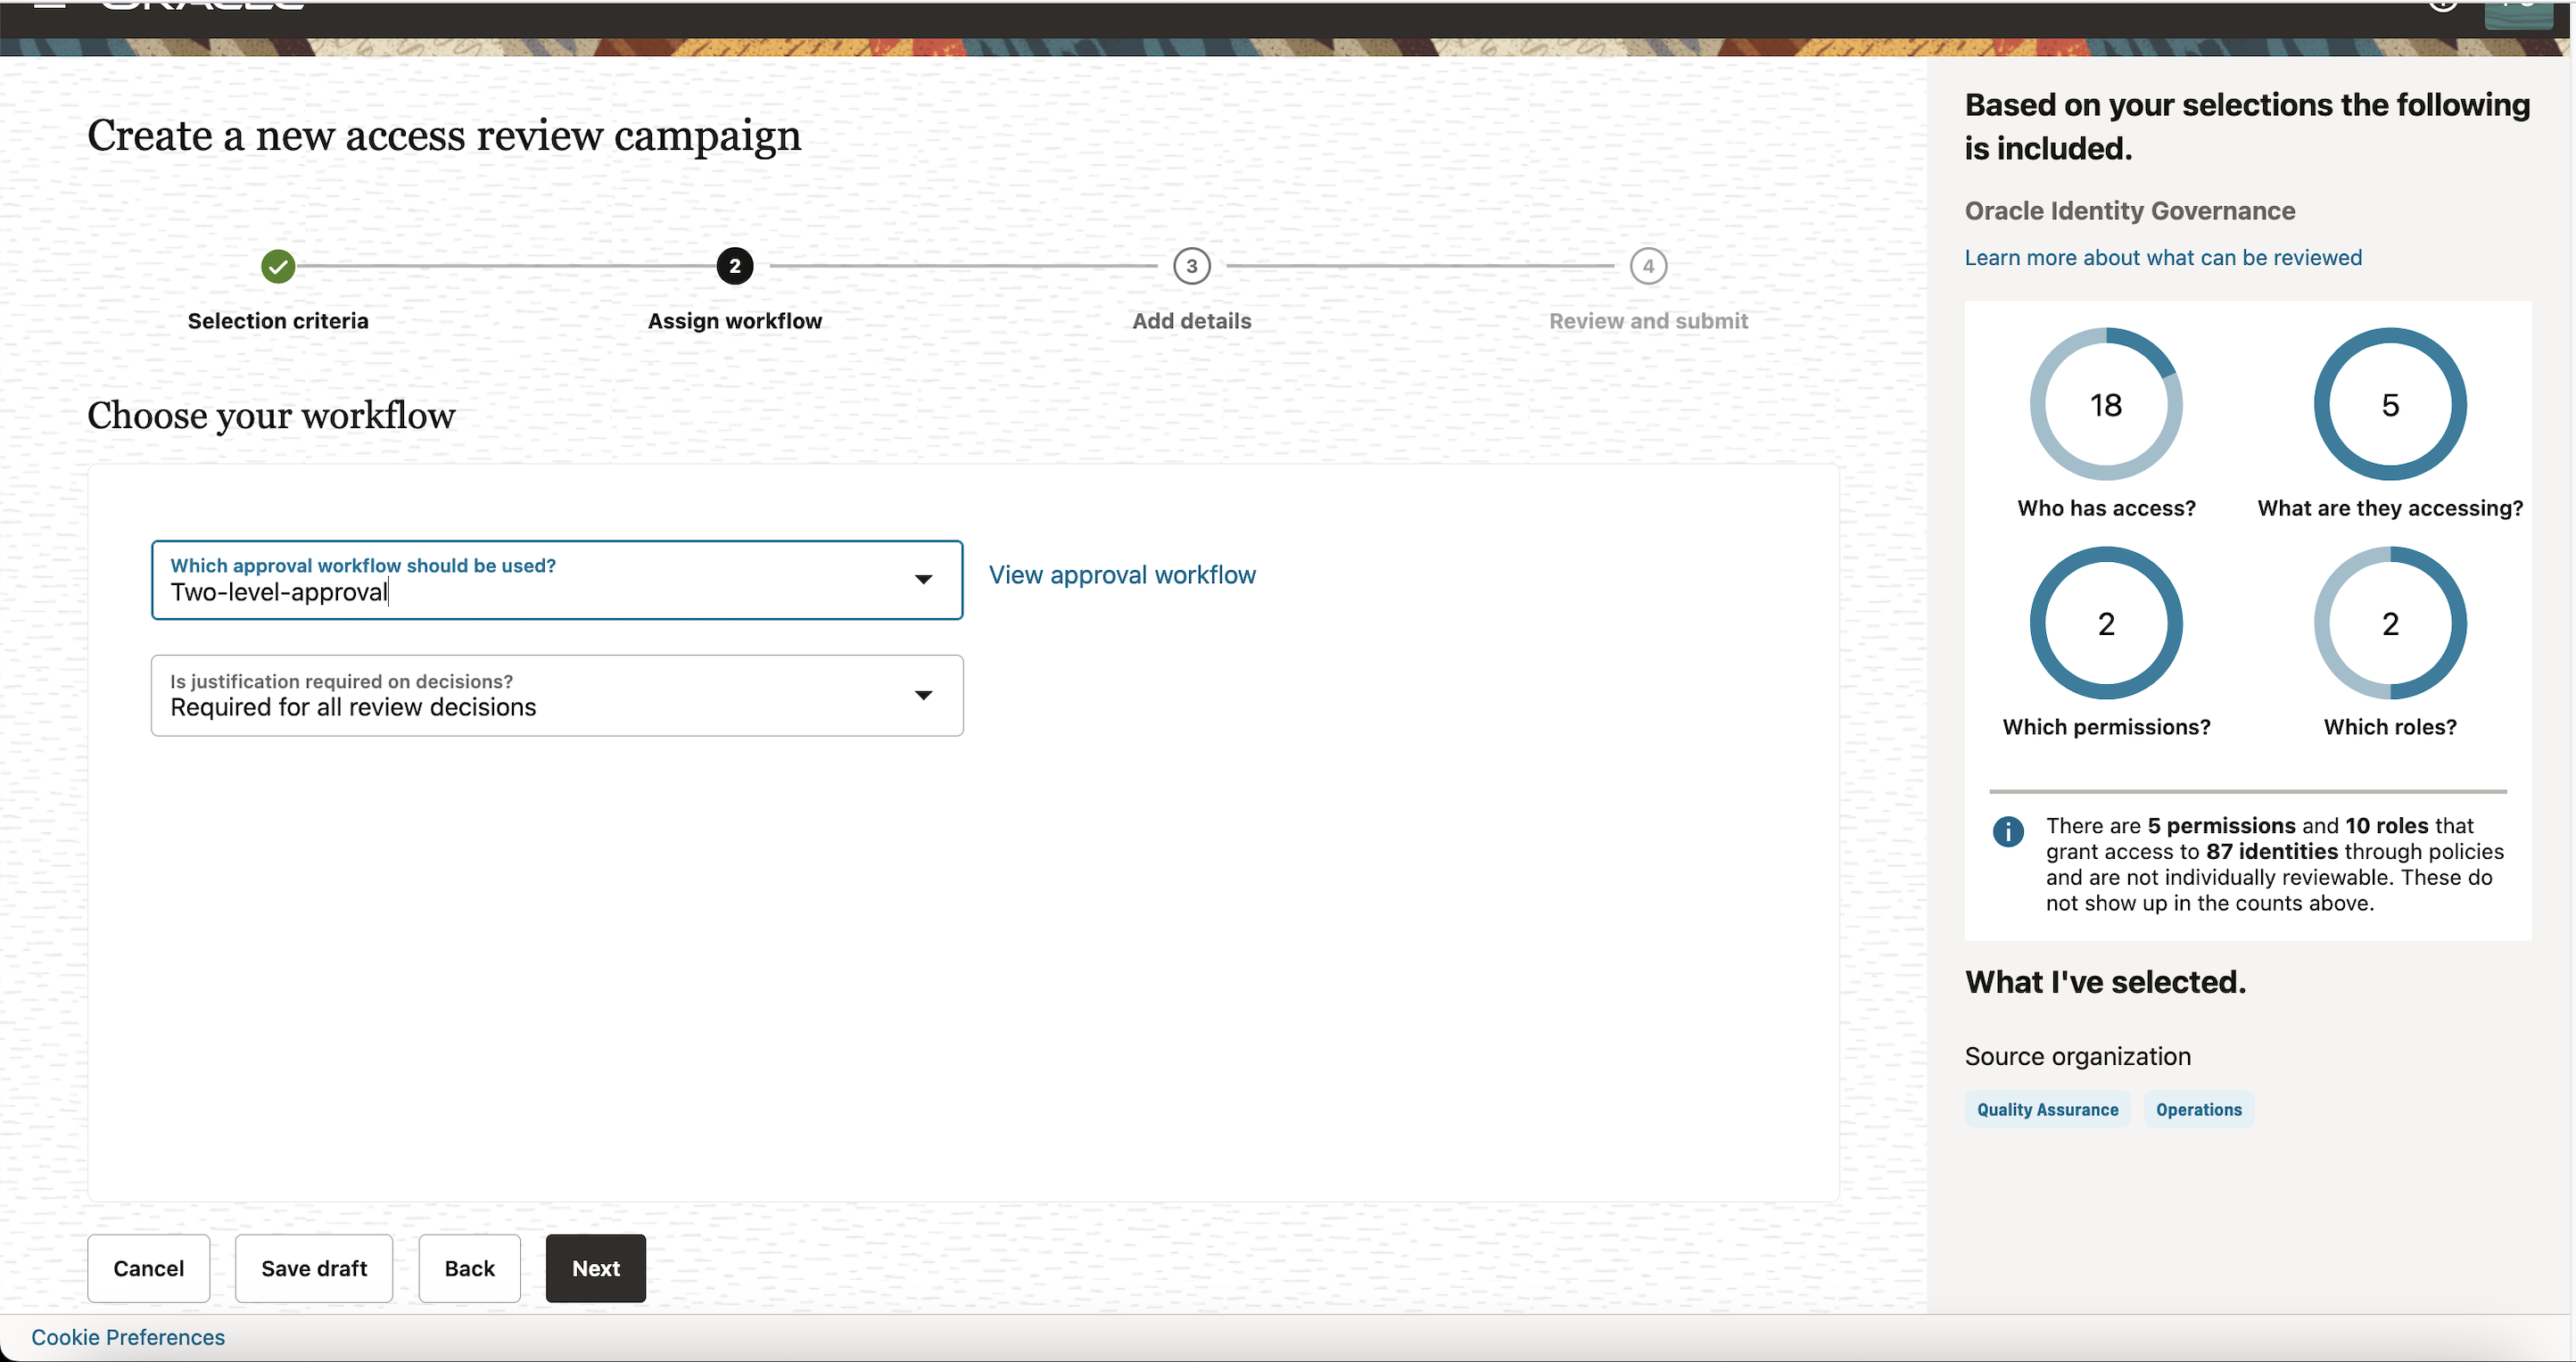 ORACLE
Create a new access review campaign
2
3
4
Selection criteria
Assign workflow
Add details
Review and submit
Choose your workflow
Which approval workflow should be used?
Two-level-approval
View approval workflow
Is justification required on decisions?
Required for all review decisions
Cancel
Save draft
Back
Next
Cookie Preferences
Based on your selections the following
is included.
Oracle Identity Governance
Learn more about what can be reviewed
18
5
Who has access?
What are they accessing?
2
2
Which permissions?
Which roles?
There are 5 permissions and 10 roles that
grant access to 87 identities through policies
and are not individually reviewable. These do
not show up in the counts above.
What I've selected.
Source organization
Quality Assurance
Operations